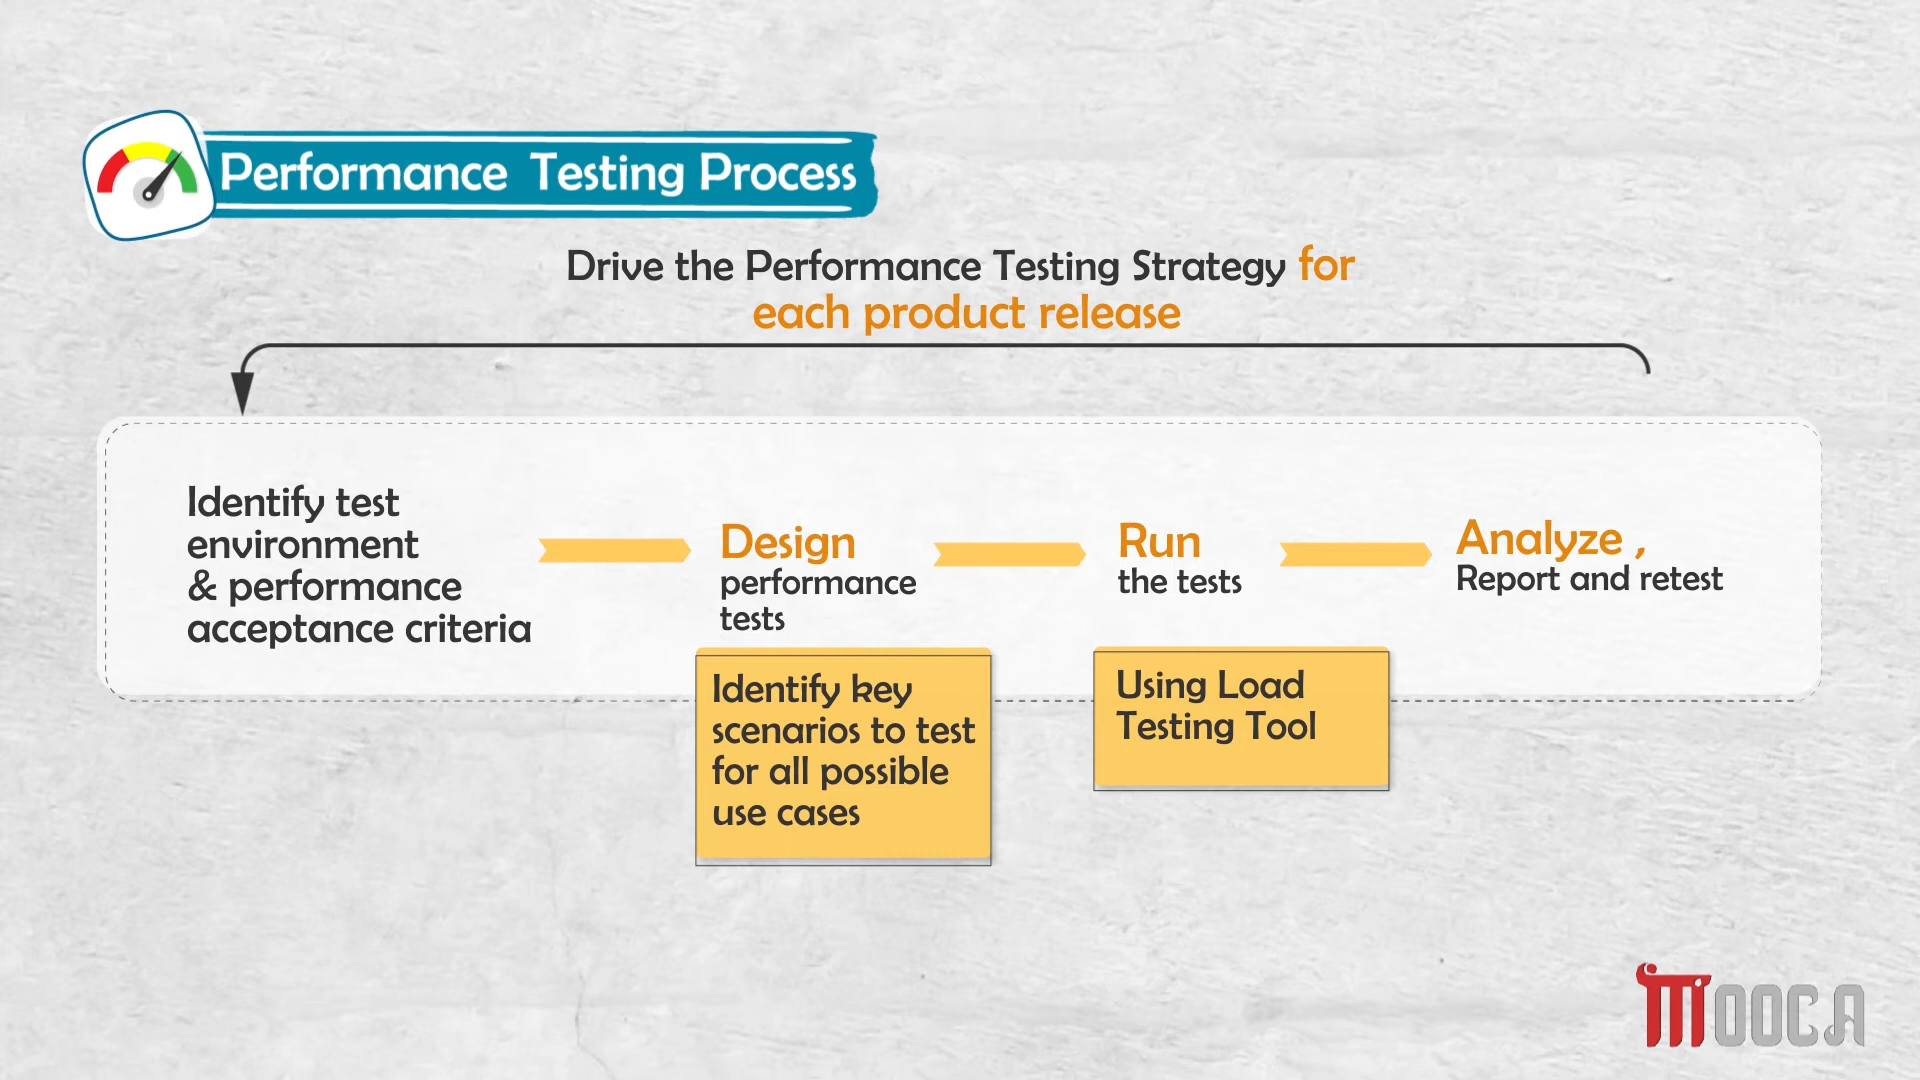 Performance Testing Process
Drive the Performance Testing Strategy for
each product release
Identify test
environment
& performance
acceptance criteria
Design
performance
tests
Run
the tests
Analyze ,
Report and retest
Identify key
scenarios to test
for all possible
use cases
Using Load
Testing Tool
MOOCA